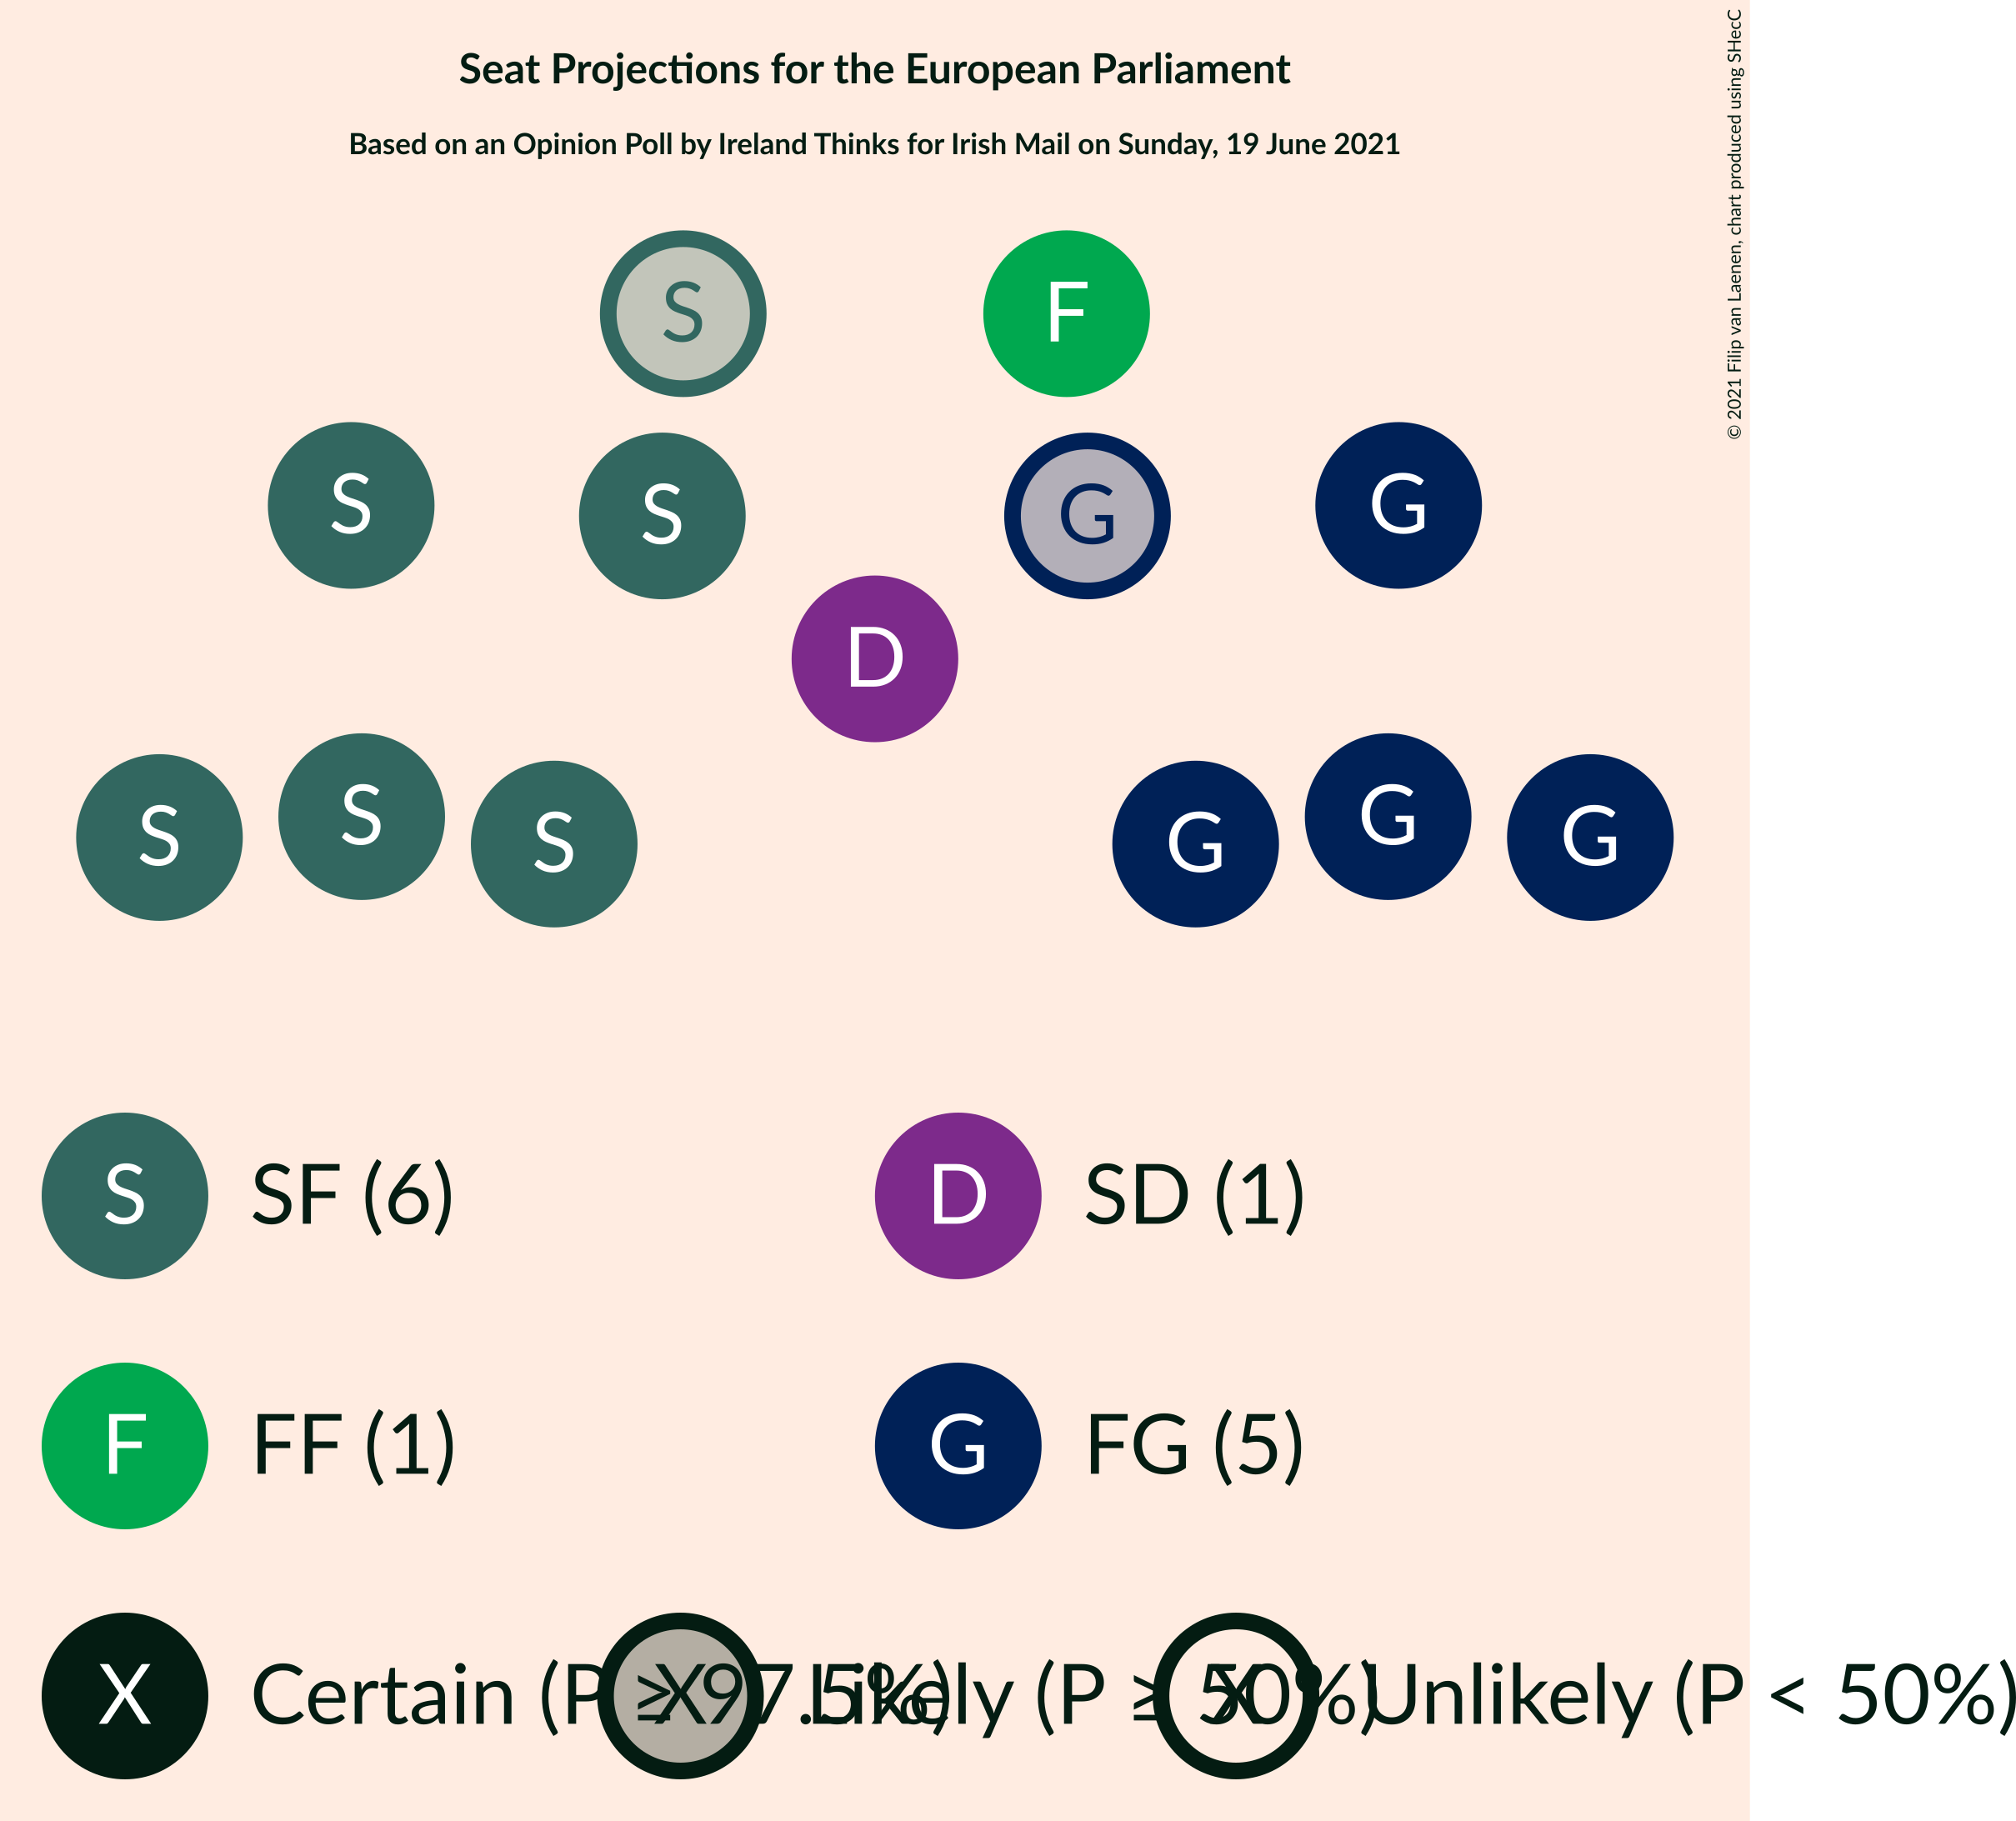 Seat Projections for the European Parliament
Based on an Opinion Poll by Ireland Thinks for Irish Mail on Sunday, 19 June 2021
© 2021 Filip van Laenen, chart produced using SHecC
S F
S S G G
D
S S S G G G
S SF (6) D SD (1)
F FF (1) G FG (5)
X Certain (P ≥ 97.5%) X Likely (P ≥ 50%) X Unlikely (P < 50%)